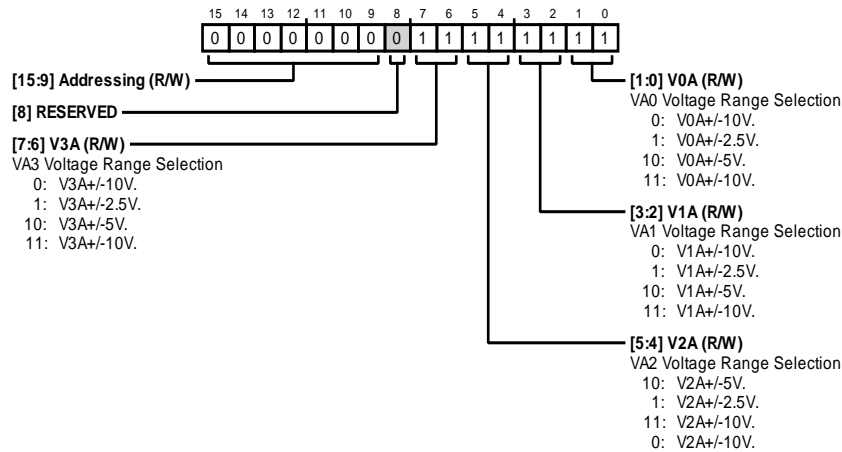 15 14 13 12 11 10 9 8 7 6 5 4 3 2 1 0
0 0 0 0 0 0 0 0 1 1 1 1 1 1 1 1
[15:9] Addressing (R/W)
[8] RESERVED
[7:6] V3A (R/W)
VA3 Voltage Range Selection
0: V3A+/-10V.
1: V3A+/-2.5V.
10: V3A+/-5V.
11: V3A+/-10V.
[1:0] V0A (R/W)
VA0 Voltage Range Selection
0: V0A+/-10V.
1: V0A+/-2.5V.
10: V0A+/-5V.
11: V0A+/-10V.
[3:2] V1A (R/W)
VA1 Voltage Range Selection
0: V1A+/-10V.
1: V1A+/-2.5V.
10: V1A+/-5V.
11: V1A+/-10V.
[5:4] V2A (R/W)
VA2 Voltage Range Selection
10: V2A+/-5V.
1: V2A+/-2.5V.
11: V2A+/-10V.
0: V2A+/-10V.